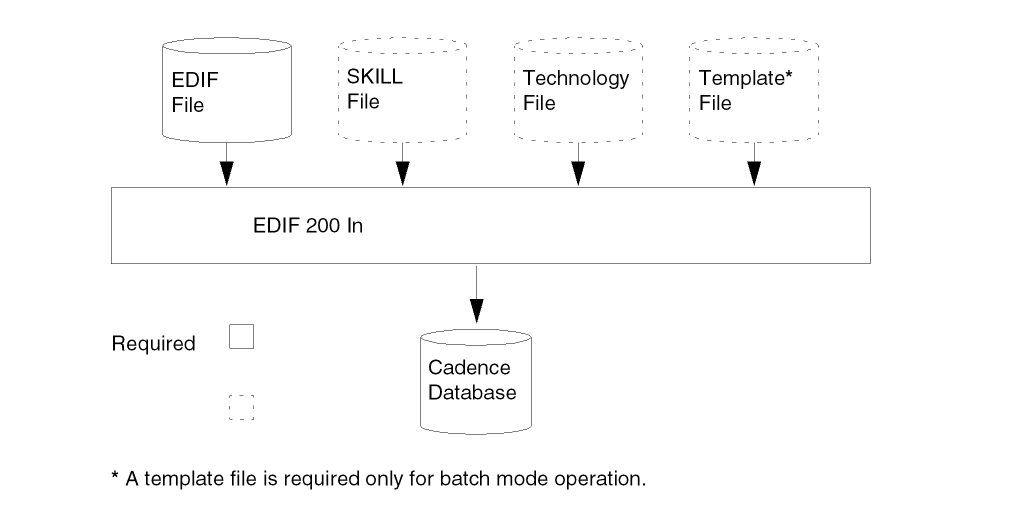 EDIF
File
SKILL
File
Technology
File
Template*
File
EDIF 200 In
Required
Cadence
Database
* A template file is required only for batch mode operation.